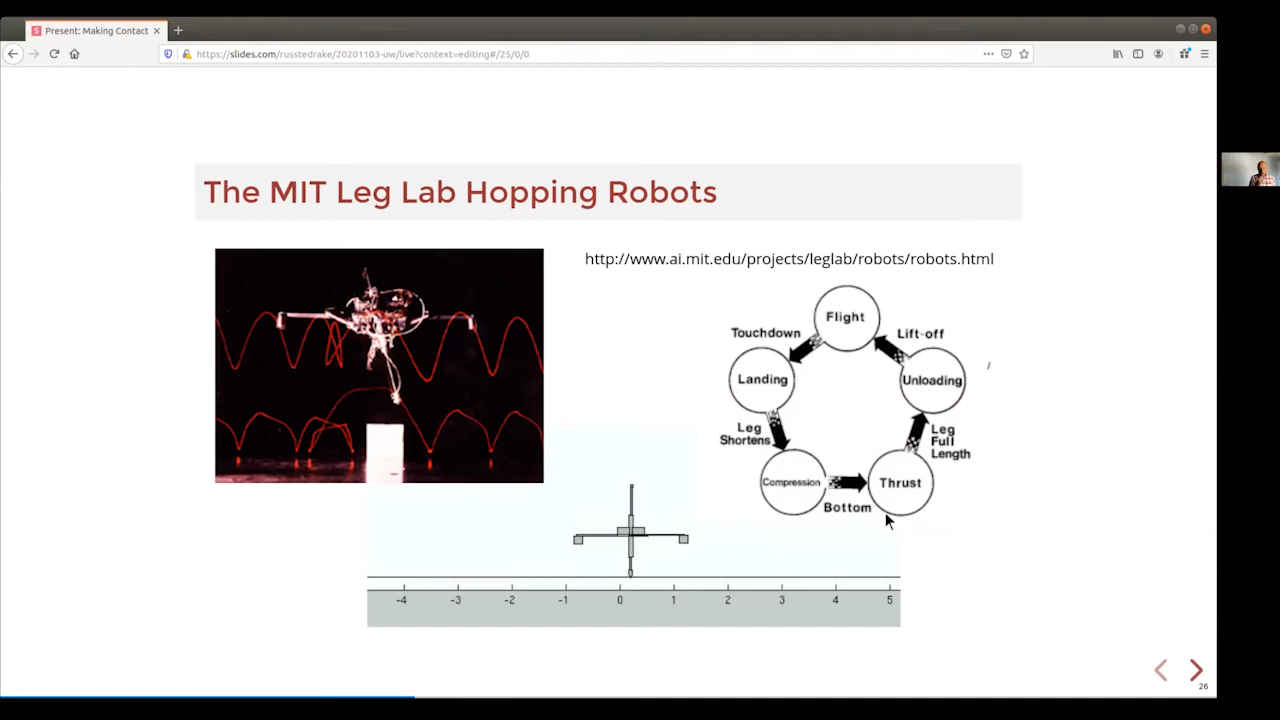 Present: Making Contact
https://slides.com/russtedrake/20201103-uw/live?context=editing#/25/0/0
The MIT Leg Lab Hopping Robots
http://www.ai.mit.edu/projects/leglab/robots/robots.html
Flight
Touchdown
Lift-off
Landing
Unloading
Leg
Shortens
Leg
Full
Length
Compression
Thrust
Bottom
-4 -3 -2 -1 0 1 2 3 4 5
26